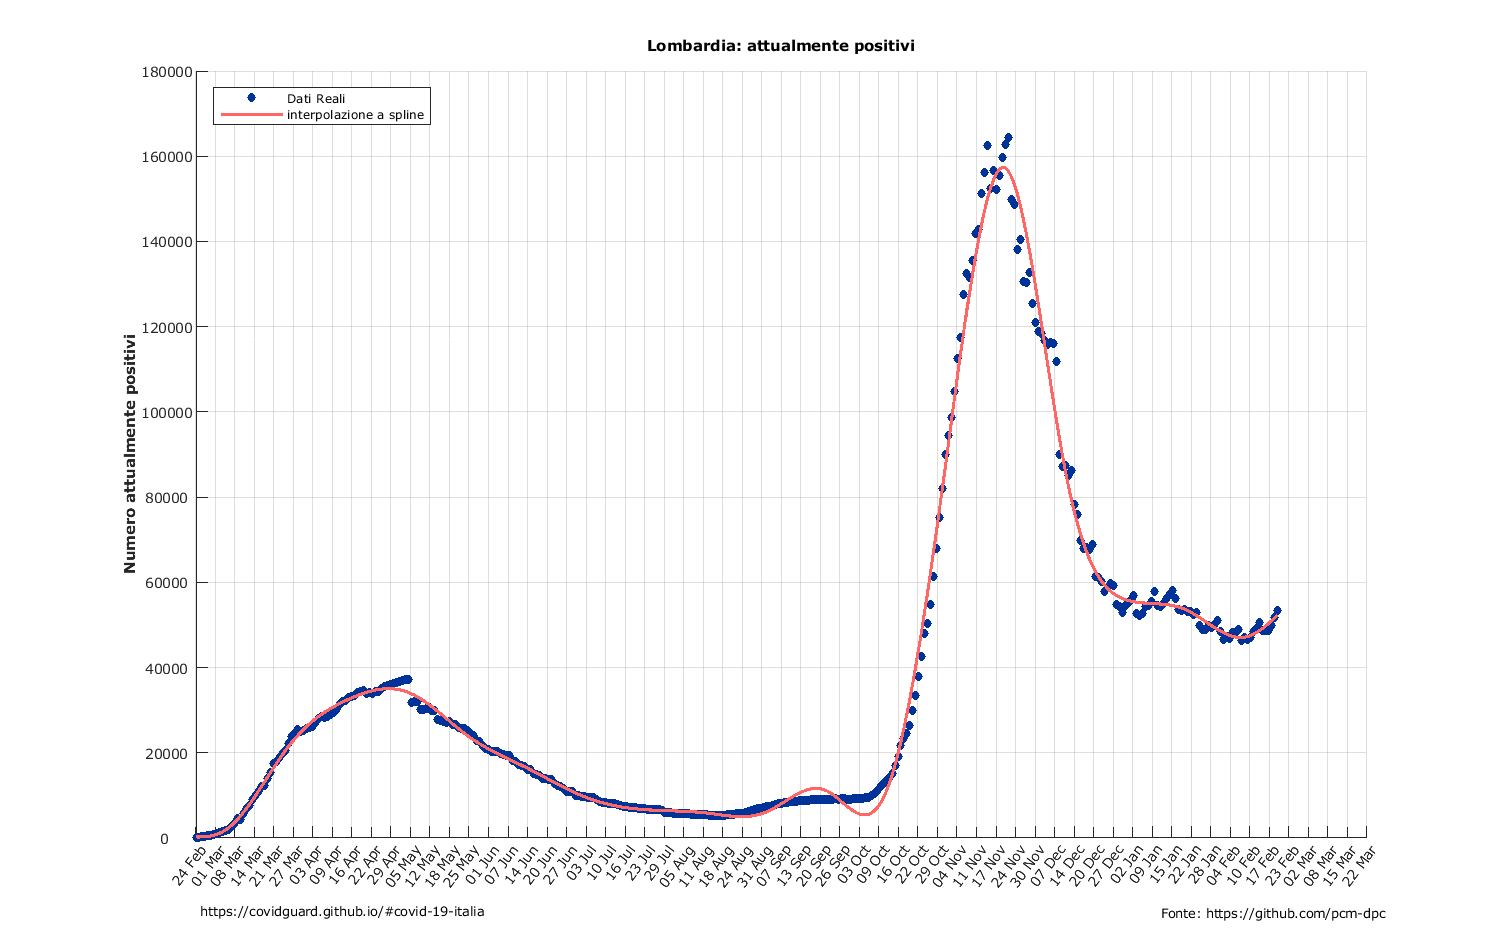 Lombardia: attualmente positivi
180000
160000
140000
120000
100000
80000
60000
40000
20000
0
Dati Reali
interpolazione a spline
Numero attualmente positivi
24 Feb
01 Mar
08 Mar
14 Mar
21 Mar
27 Mar
03 Apr
09 Apr
16 Apr
22 Apr
29 Apr
05 May
12 May
18 May
25 May
01 Jun
07 Jun
14 Jun
20 Jun
27 Jun
03 Jul
10 Jul
16 Jul
23 Jul
29 Jul
05 Aug
11 Aug
18 Aug
24 Aug
31 Aug
07 Sep
13 Sep
20 Sep
26 Sep
03 Oct
09 Oct
16 Oct
22 Oct
29 Oct
04 Nov
11 Nov
17 Nov
24 Nov
30 Nov
07 Dec
14 Dec
20 Dec
27 Dec
02 Jan
09 Jan
15 Jan
22 Jan
28 Jan
04 Feb
10 Feb
17 Feb
23 Feb
02 Mar
08 Mar
15 Mar
22 Mar
https://covidguard.github.io/#covid-19-italia
Fonte: https://github.com/pcm-dpc